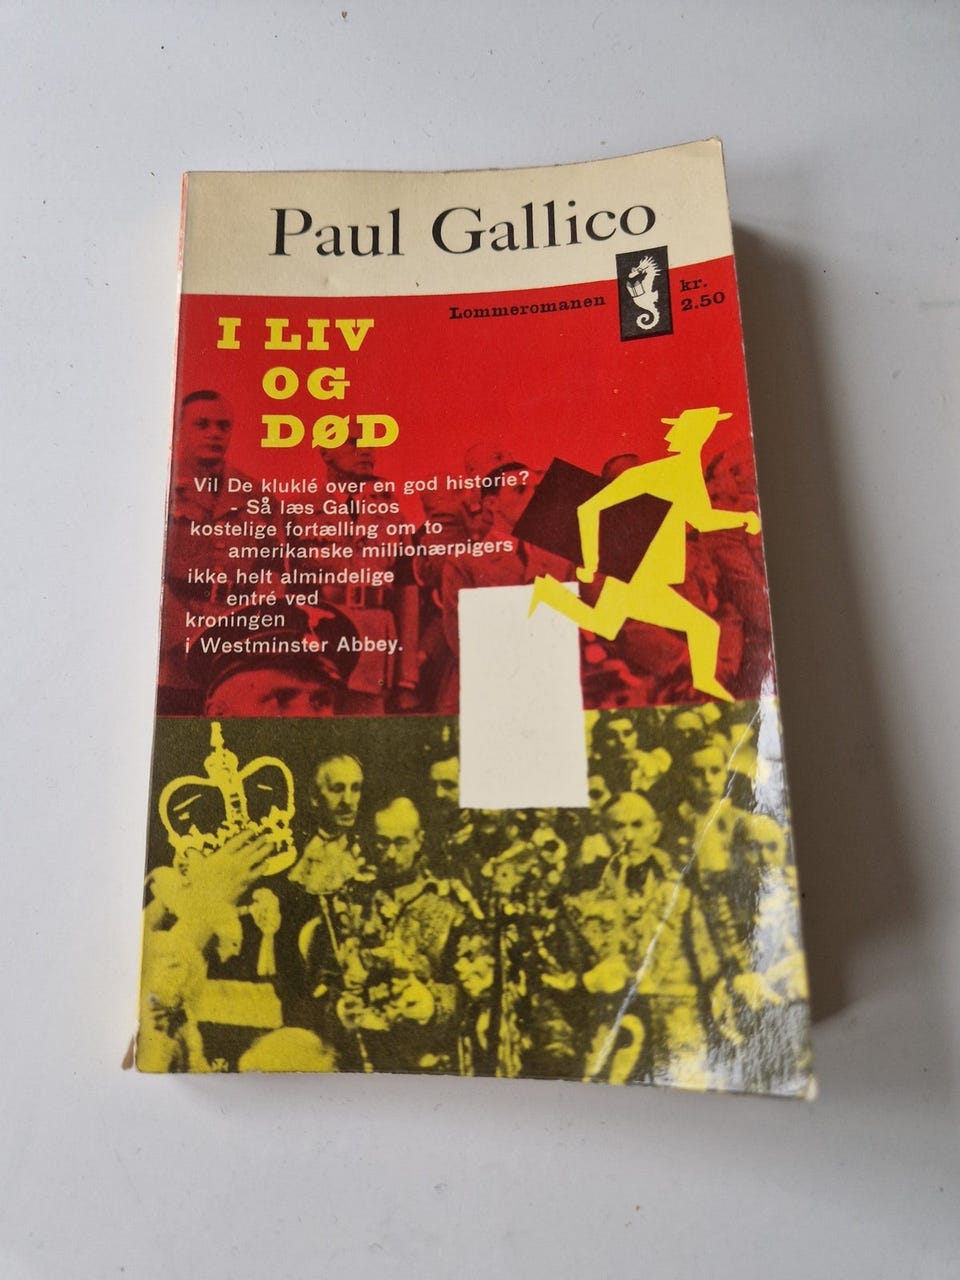 Paul Gallico
Lommeromanen
kr.
2.50
I LIV
OG
DØD
Vil De kluklé over en god historie?
- Så læs Gallicos
kostelige fortælling om to
amerikanske millionærpigers
ikke helt almindelige
entré ved
kroningen
i Westminster Abbey.